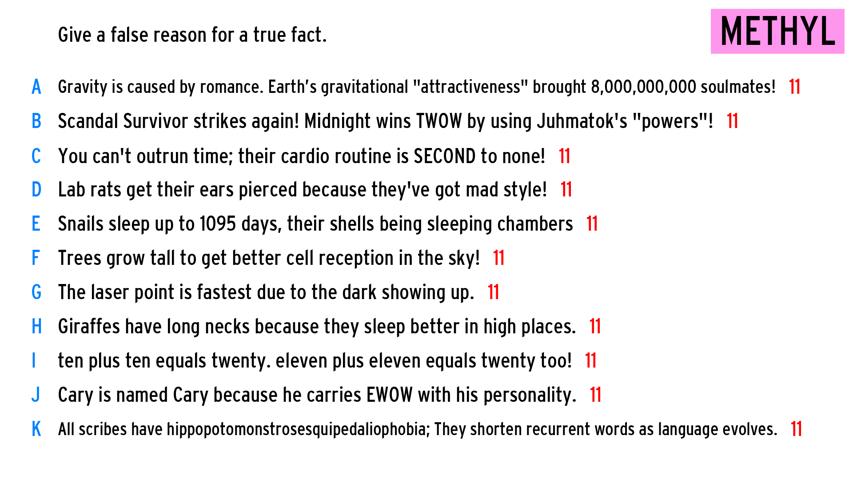 Give a false reason for a true fact.
METHYL
A Gravity is caused by romance. Earth's gravitational "attractiveness" brought 8,000,000,000 soulmates! 11
B Scandal Survivor strikes again! Midnight wins TWOW by using Juhmatok's "powers"! 11
C You can't outrun time; their cardio routine is SECOND to none! 11
D Lab rats get their ears pierced because they've got mad style! 11
E Snails sleep up to 1095 days, their shells being sleeping chambers 11
F Trees grow tall to get better cell reception in the sky! 11
G The laser point is fastest due to the dark showing up. 11
H Giraffes have long necks because they sleep better in high places. 11
I ten plus ten equals twenty. eleven plus eleven equals twenty too! 11
J Cary is named Cary because he carries EWOW with his personality. 11
K All scribes have hippopotomonstrosesquipedaliophobia; They shorten recurrent words as language evolves. 11